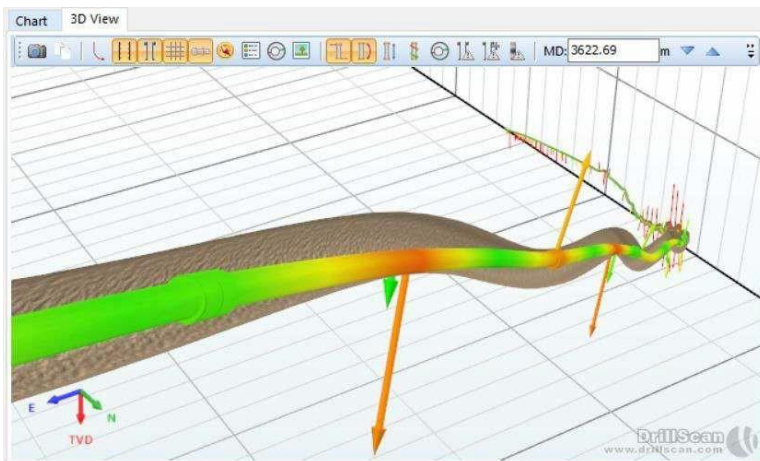 Chart 3D View
MD: 3622.69 m
E
N
TVD
DrillScan
www.drillscan.com